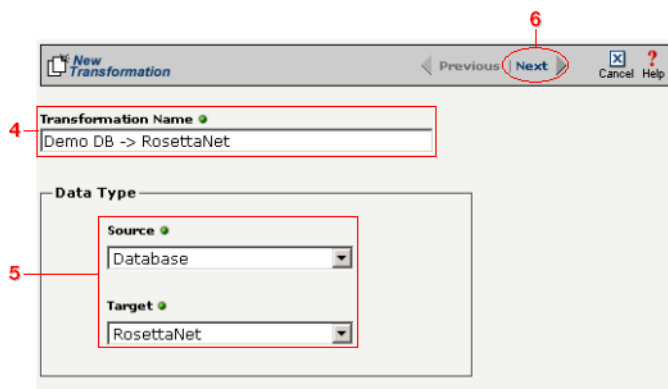 6
New
Transformation
Previous | Next
Cancel Help
Transformation Name
4
Demo DB -> RosettaNet
Data Type
Source
Database
5
Target
RosettaNet